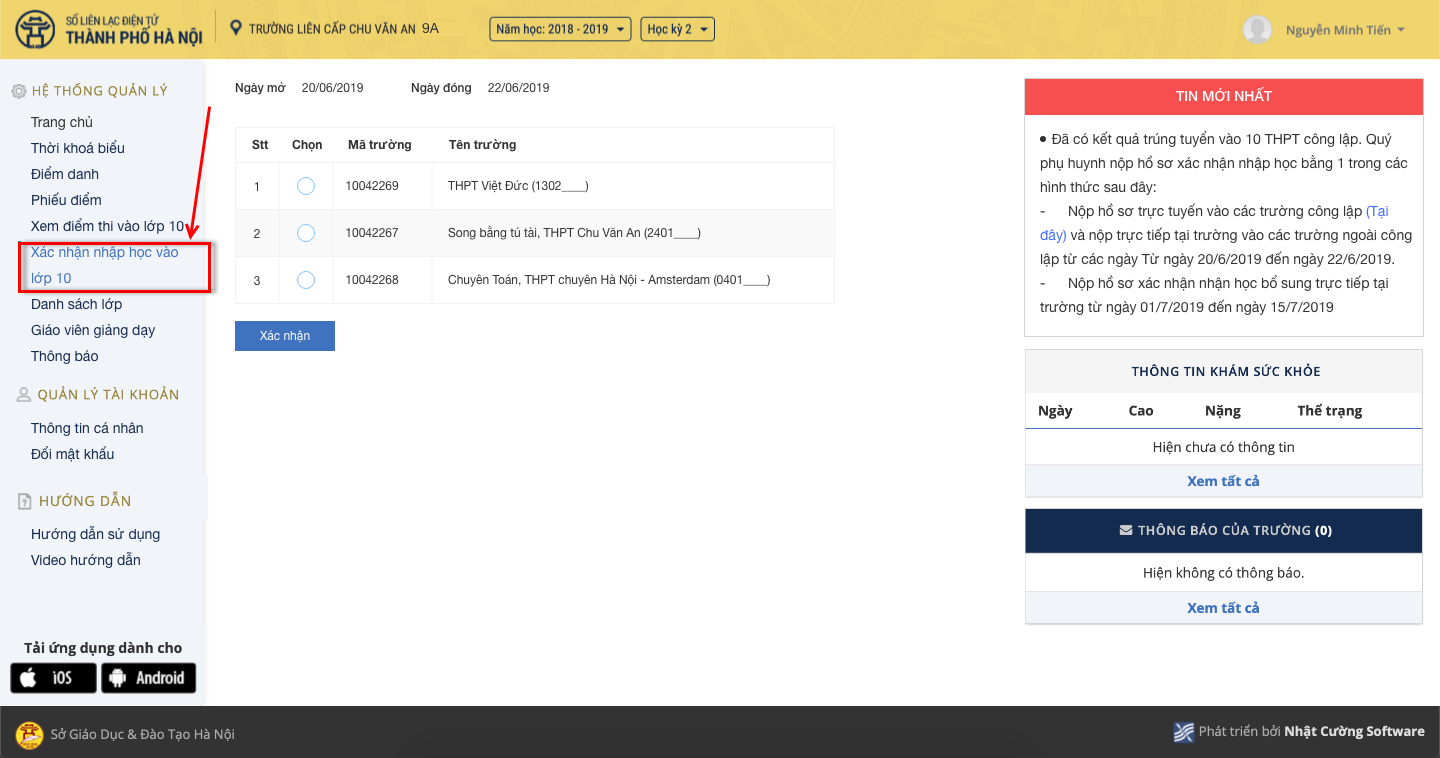 SỔ LIÊN LẠC ĐIỆN TỬ
THÀNH PHỐ HÀ NỘI
TRƯỜNG LIÊN CẤP CHU VĂN AN 9A
Năm học: 2018 - 2019
Học kỳ 2
Nguyễn Minh Tiến
HỆ THỐNG QUẢN LÝ
Trang chủ
Thời khoá biểu
Điểm danh
Phiếu điểm
Xem điểm thi vào lớp 10
Xác nhận nhập học vào
lớp 10
Danh sách lớp
Giáo viên giảng dạy
Thông báo
QUẢN LÝ TÀI KHOẢN
Thông tin cá nhân
Đổi mật khẩu
HƯỚNG DẪN
Hướng dẫn sử dụng
Video hướng dẫn
Tải ứng dụng dành cho
iOS
Android
Ngày mở 20/06/2019 Ngày đóng 22/06/2019
Stt Chọn Mã trường Tên trường
1 10042269 THPT Việt Đức (1302____)
2 10042267 Song bằng tú tài, THPT Chu Văn An (2401____)
3 10042268 Chuyên Toán, THPT chuyên Hà Nội - Amsterdam (0401____)
Xác nhận
TIN MỚI NHẤT
• Đã có kết quả trúng tuyển vào 10 THPT công lập. Quý
phụ huynh nộp hồ sơ xác nhận nhập học bằng 1 trong các
hình thức sau đây:
- Nộp hồ sơ trực tuyến vào các trường công lập (Tại
đây) và nộp trực tiếp tại trường vào các trường ngoài công
lập từ các ngày Từ ngày 20/6/2019 đến ngày 22/6/2019.
- Nộp hồ sơ xác nhận nhận học bổ sung trực tiếp tại
trường từ ngày 01/7/2019 đến ngày 15/7/2019
THÔNG TIN KHÁM SỨC KHỎE
Ngày Cao Nặng Thể trạng
Hiện chưa có thông tin
Xem tất cả
THÔNG BÁO CỦA TRƯỜNG (0)
Hiện không có thông báo.
Xem tất cả
Sở Giáo Dục & Đào Tạo Hà Nội
Phát triển bởi Nhật Cường Software